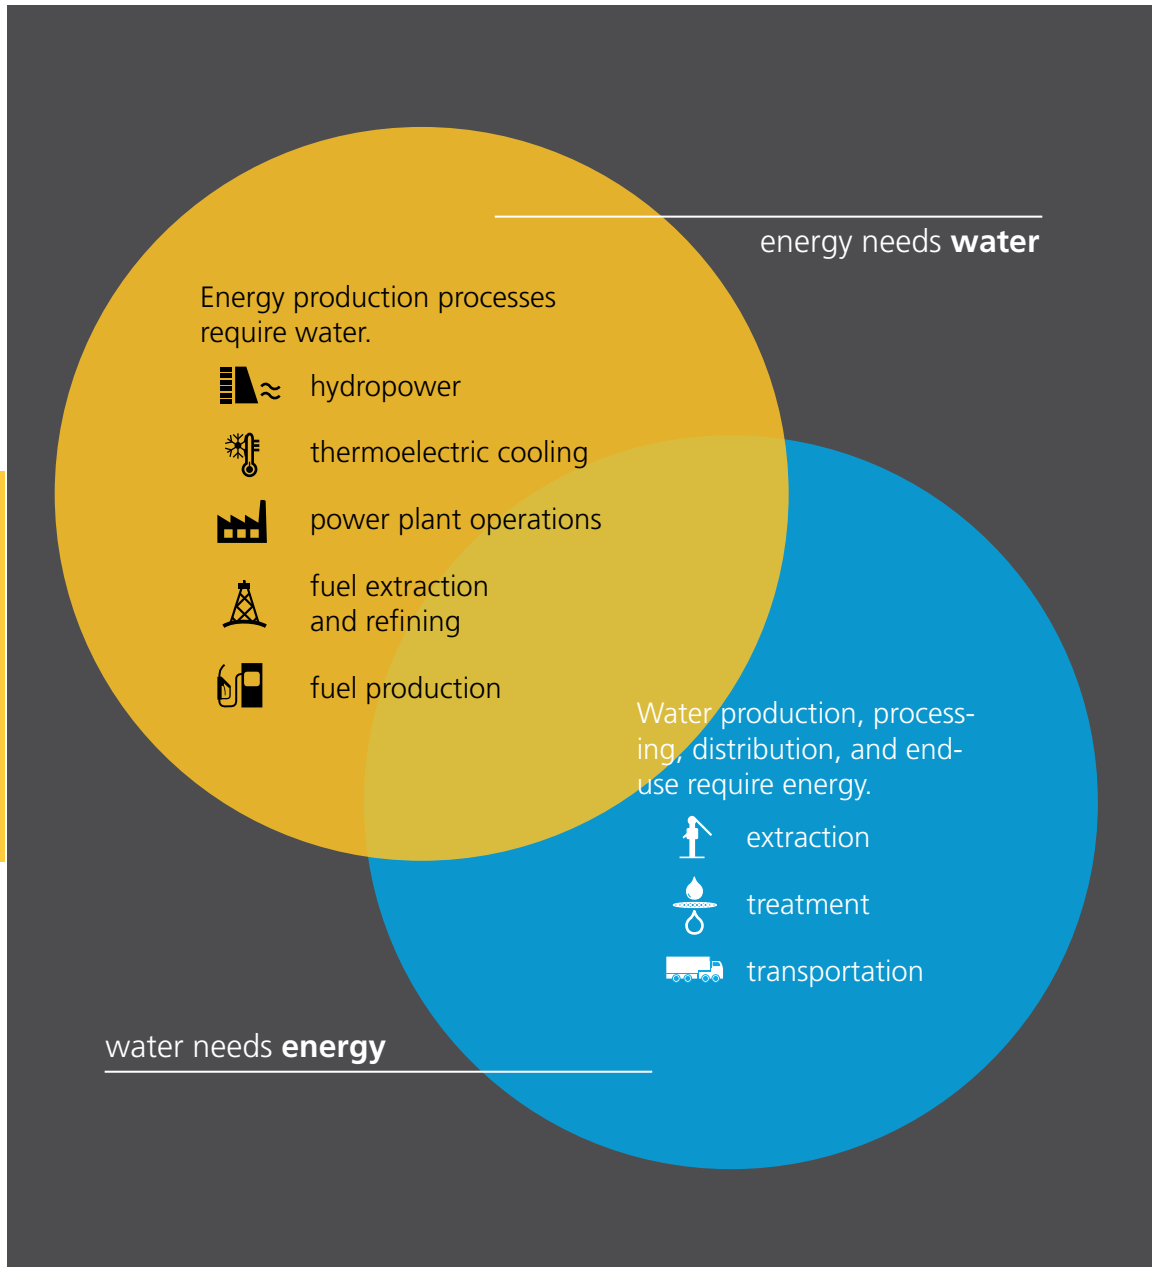 energy needs water
Energy production processes
require water.
hydropower
thermoelectric cooling
power plant operations
fuel extraction
and refining
fuel production
Water production, process-
ing, distribution, and end-
use require energy.
extraction
treatment
transportation
water needs energy